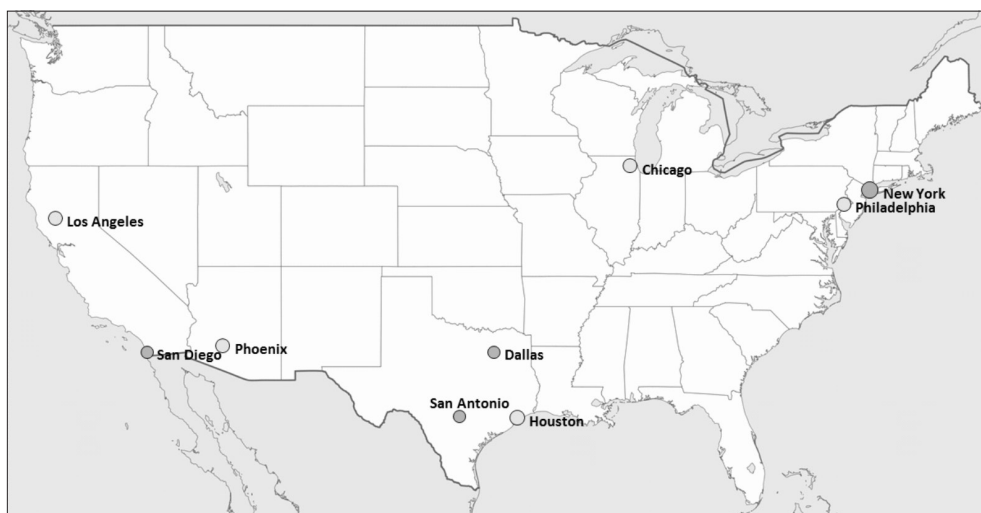 Chicago
New York
Philadelphia
Los Angeles
Phoenix
San Diego
Dallas
San Antonio
Houston